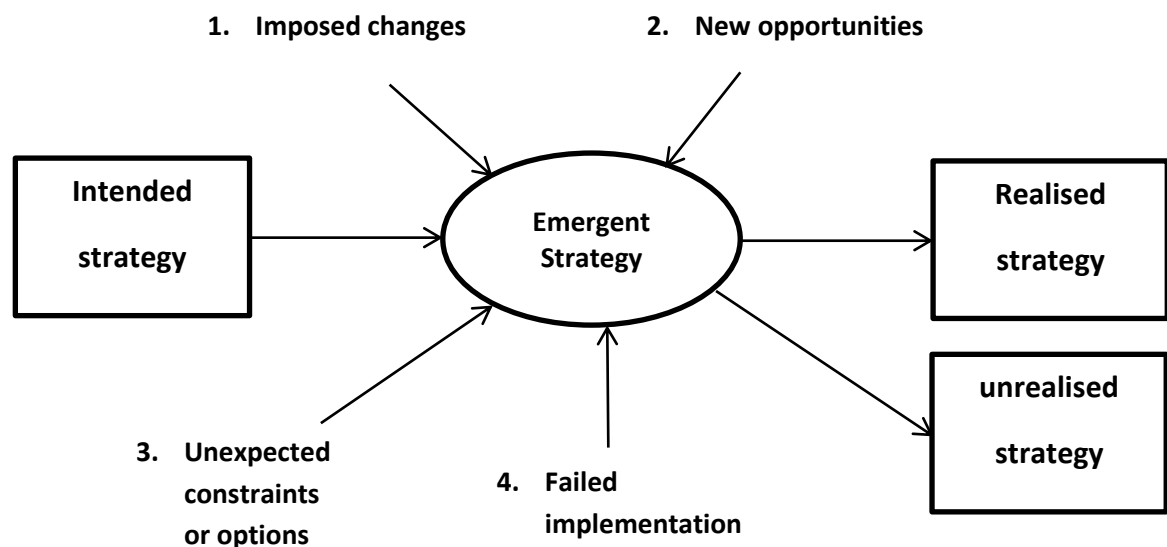 1. Imposed changes
2. New opportunities
Intended
strategy
Emergent
Strategy
Realised
strategy
unrealised
strategy
3. Unexpected
constraints
or options
4. Failed
implementation